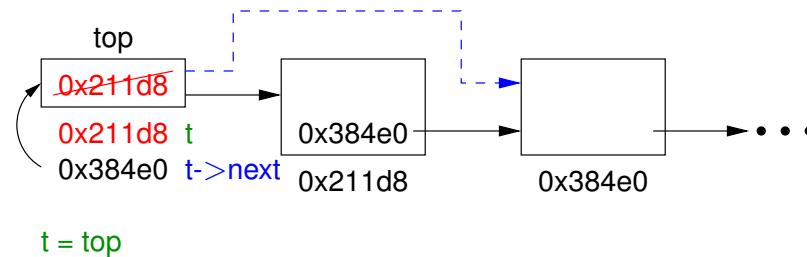 top
0x211d8
0x211d8 t
0x384e0 t->next
0x384e0
0x211d8
0x384e0
t = top